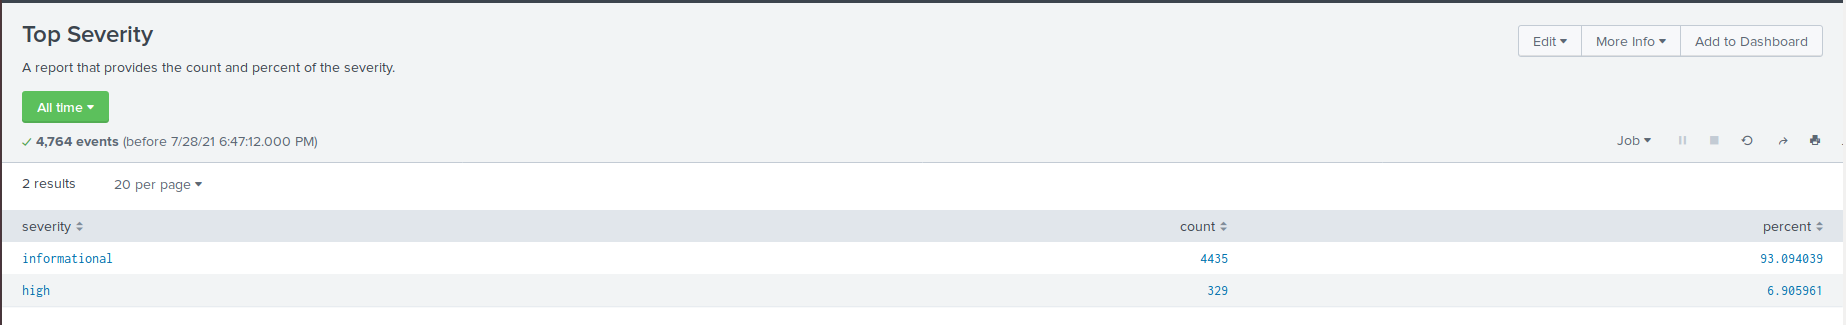 Top Severity
Edit More Info Add to Dashboard
A report that provides the count and percent of the severity.
All time
4,764 events (before 7/28/21 6:47:12.000 PM)
Job
2 results 20 per page
severity count percent
informational 4435 93.094039
high 329 6.905961